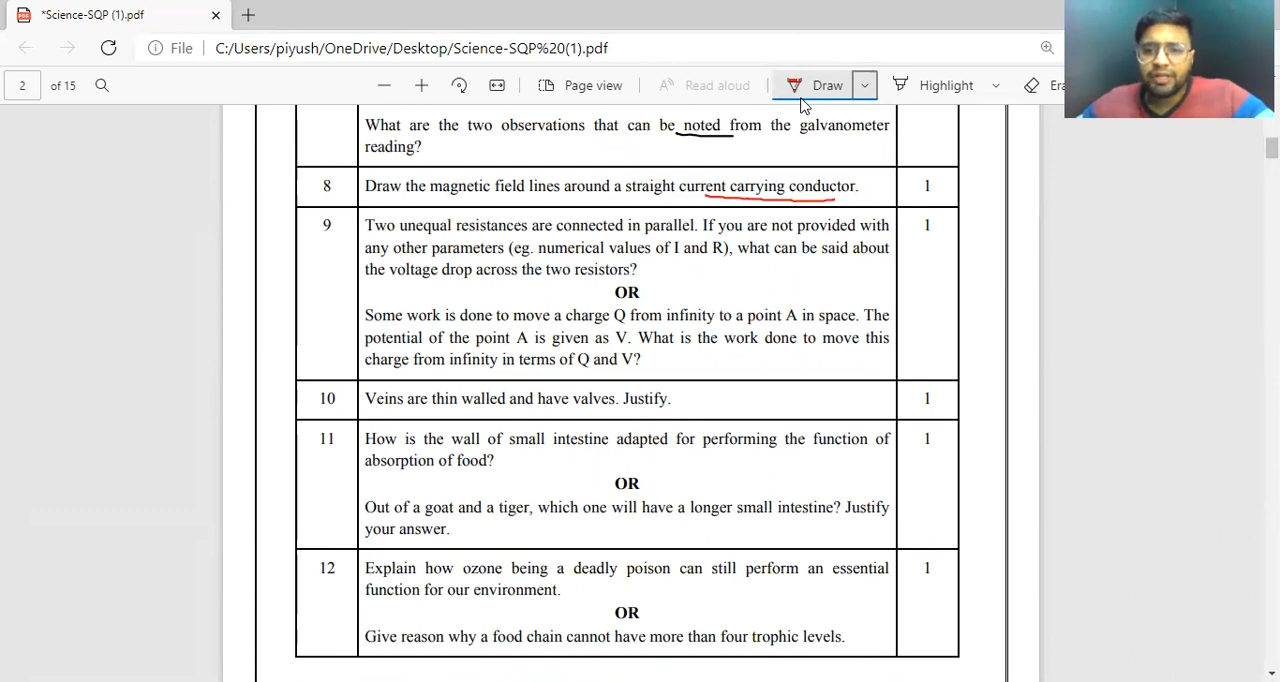 *Science-SQP (1).pdf
File C:/Users/piyush/OneDrive/Desktop/Science-SQP%20(1).pdf
2 of 15 Page view Read aloud Draw Highlight Era
What are the two observations that can be noted from the galvanometer
reading?
8 Draw the magnetic field lines around a straight current carrying conductor. 1
9 Two unequal resistances are connected in parallel. If you are not provided with 1
any other parameters (eg. numerical values of I and R), what can be said about
the voltage drop across the two resistors?
OR
Some work is done to move a charge Q from infinity to a point A in space. The
potential of the point A is given as V. What is the work done to move this
charge from infinity in terms of Q and V?
10 Veins are thin walled and have valves. Justify. 1
11 How is the wall of small intestine adapted for performing the function of 1
absorption of food?
OR
Out of a goat and a tiger, which one will have a longer small intestine? Justify
your answer.
12 Explain how ozone being a deadly poison can still perform an essential 1
function for our environment.
OR
Give reason why a food chain cannot have more than four trophic levels.